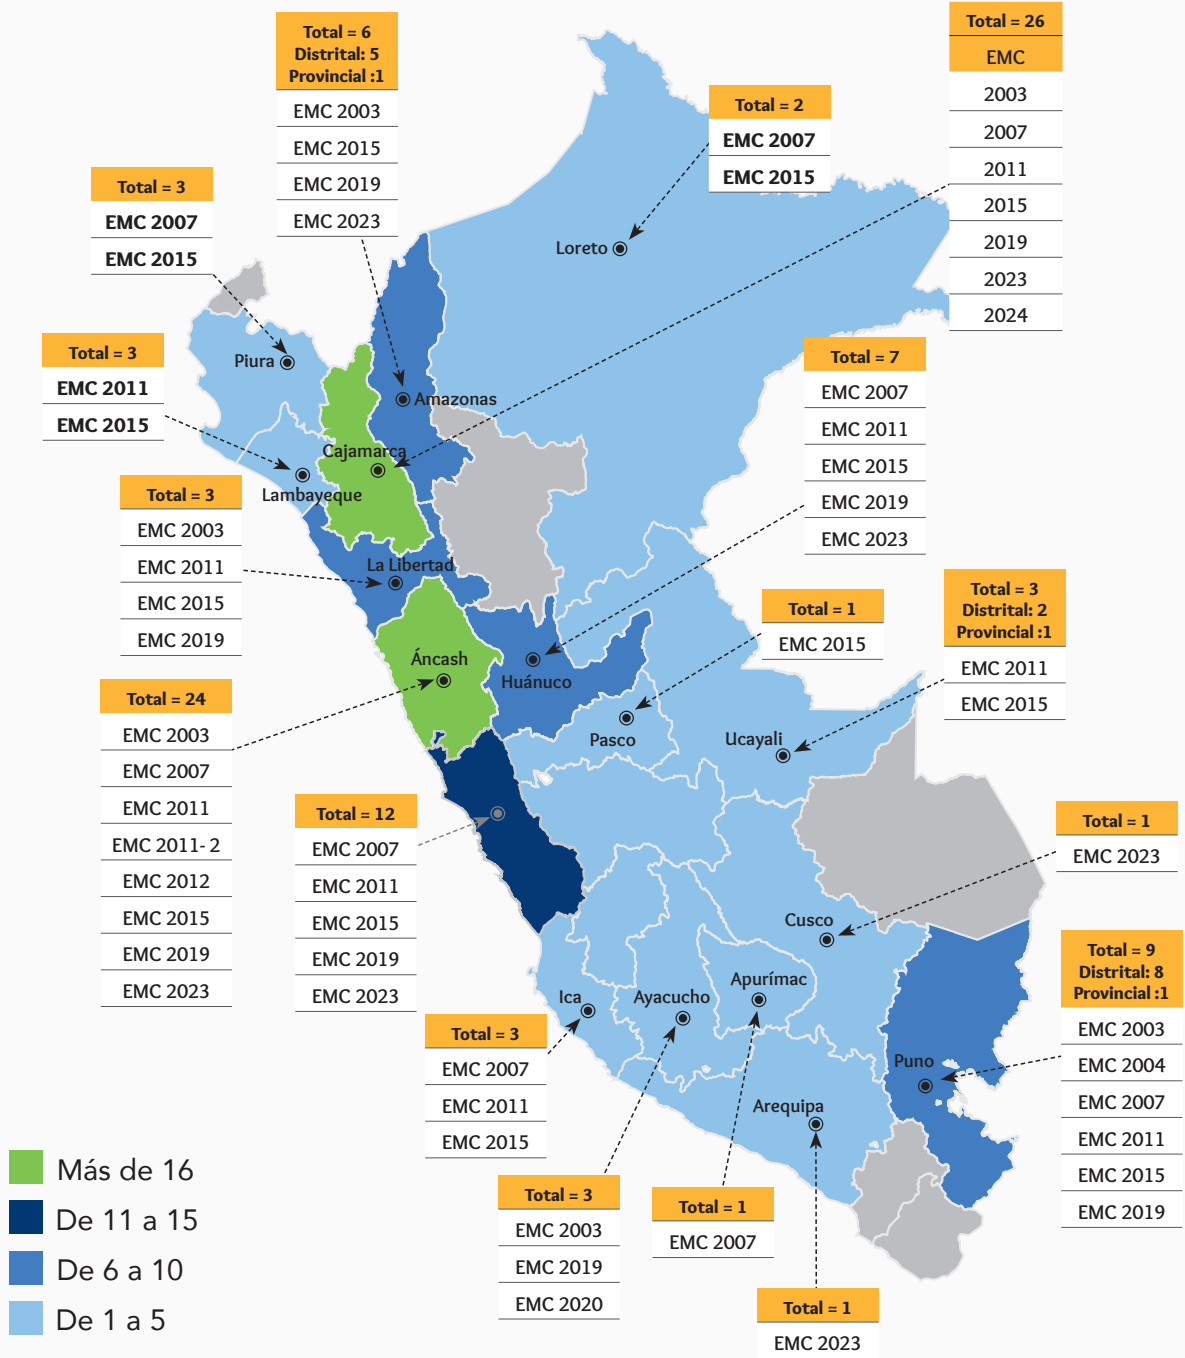 Total = 6
Distrital: 5
Provincial :1
EMC 2003
EMC 2015
EMC 2019
EMC 2023
Total = 26
EMC
2003
2007
2011
2015
2019
2023
2024
Total = 2
EMC 2007
EMC 2015
Total = 3
EMC 2007
EMC 2015
Total = 3
EMC 2011
EMC 2015
Total = 7
EMC 2007
EMC 2011
EMC 2015
EMC 2019
EMC 2023
Total = 3
EMC 2003
EMC 2011
EMC 2015
EMC 2019
Total = 3
Distrital: 2
Provincial :1
EMC 2011
EMC 2015
Total = 1
EMC 2015
Total = 24
EMC 2003
EMC 2007
EMC 2011
EMC 2011- 2
EMC 2012
EMC 2015
EMC 2019
EMC 2023
Total = 12
EMC 2007
EMC 2011
EMC 2015
EMC 2019
EMC 2023
Total = 1
EMC 2023
Total = 9
Distrital: 8
Provincial :1
EMC 2003
EMC 2004
EMC 2007
EMC 2011
EMC 2015
EMC 2019
Total = 3
EMC 2007
EMC 2011
EMC 2015
Total = 3
EMC 2003
EMC 2019
EMC 2020
Total = 1
EMC 2007
Total = 1
EMC 2023
Loreto
Piura
Amazonas
Cajamarca
Lambayeque
La Libertad
Áncash
Huánuco
Pasco
Ucayali
Cusco
Apurímac
Ica
Ayacucho
Puno
Arequipa
Más de 16
De 11 a 15
De 6 a 10
De 1 a 5